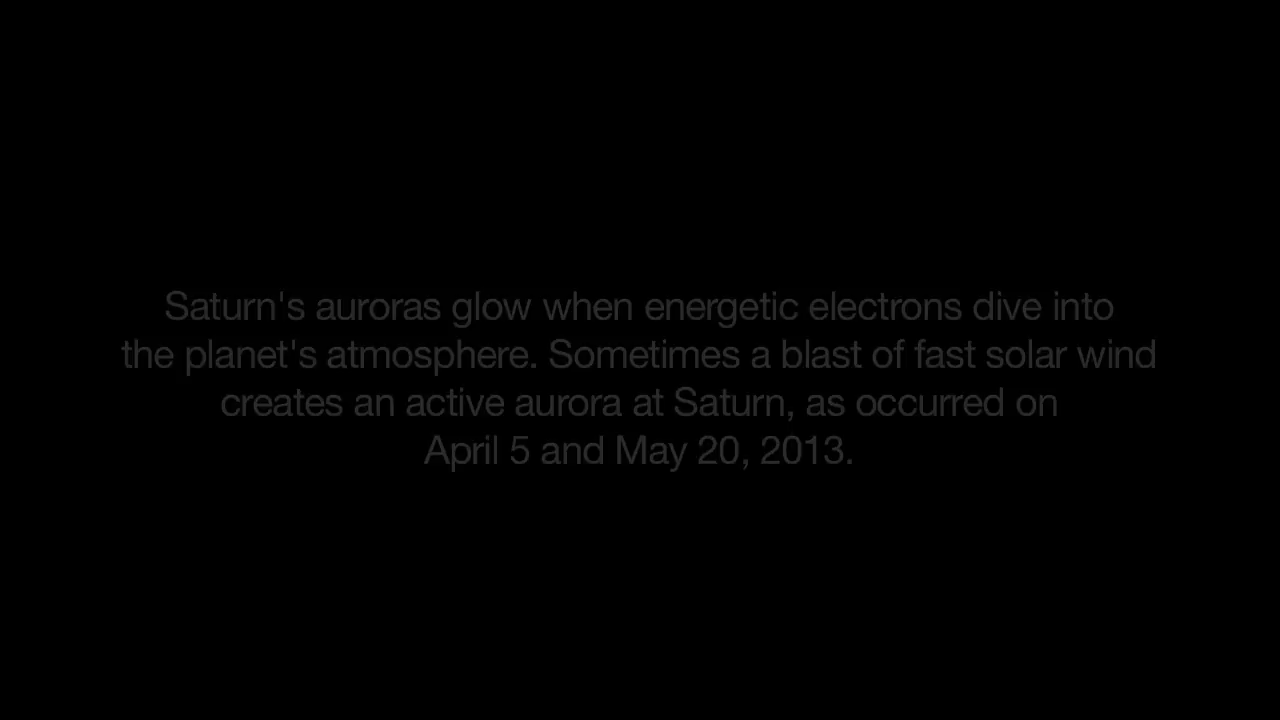 Saturn's auroras glow when energetic electrons dive into
the planet's atmosphere. Sometimes a blast of fast solar wind
creates an active aurora at Saturn, as occurred on
April 5 and May 20, 2013.